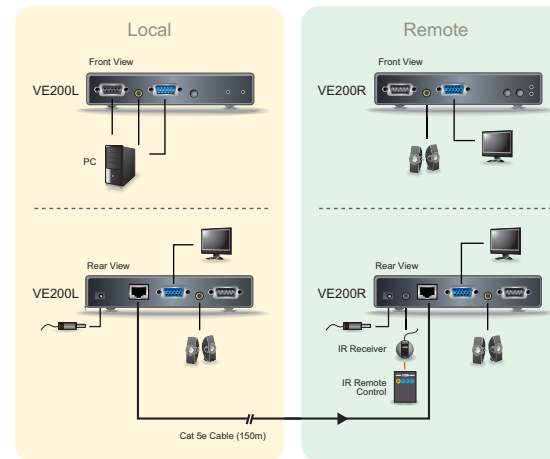 Local
Front View
VE200L
PC
Rear View
VE200L
Remote
Front View
VE200R
Rear View
VE200R
IR Receiver
IR Remote
Control
Cat 5e Cable (150m)